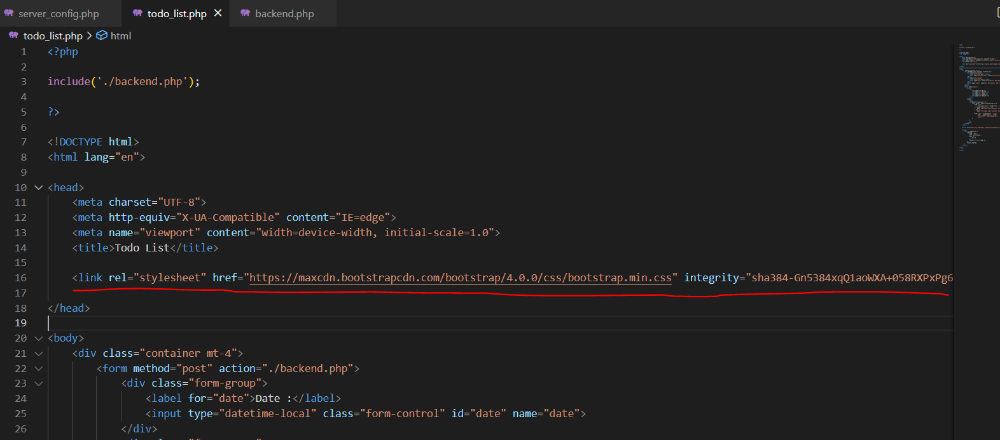 server_config.php
todo_list.php
backend.php
todo_list.php > html
1 <?php
2
3 include('./backend.php');
4
5 ?>
6
7 <!DOCTYPE html>
8 <html lang="en">
9
10 <head>
11 <meta charset="UTF-8">
12 <meta http-equiv="X-UA-Compatible" content="IE=edge">
13 <meta name="viewport" content="width=device-width, initial-scale=1.0">
14 <title>Todo List</title>
15
16 <link rel="stylesheet" href="https://maxcdn.bootstrapcdn.com/bootstrap/4.0.0/css/bootstrap.min.css" integrity="sha384-Gn5384xqQ1aoWXA+058RXPxPg6
17
18 </head>
19
20 <body>
21 <div class="container mt-4">
22 <form method="post" action="./backend.php">
23 <div class="form-group">
24 <label for="date">Date :</label>
25 <input type="datetime-local" class="form-control" id="date" name="date">
26 </div>